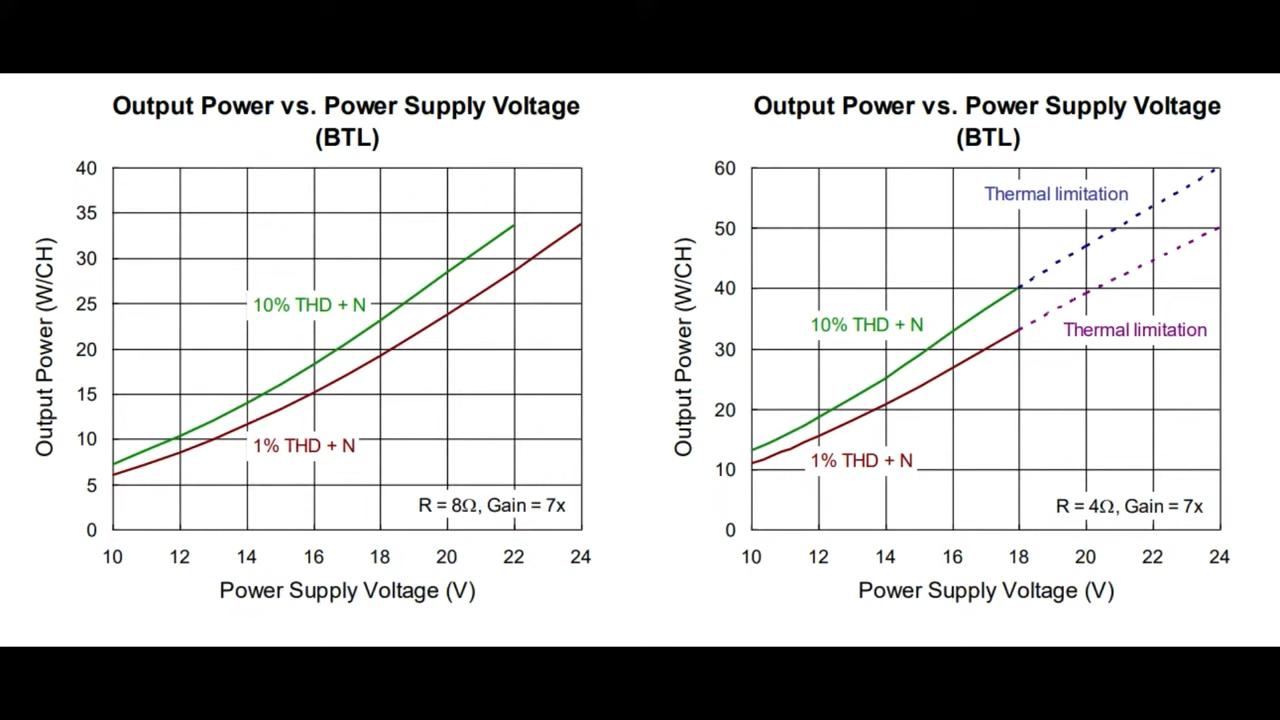 Output Power vs. Power Supply Voltage
(BTL)
40
35
30
25
20
15
10
5
0
Output Power (W/CH)
10% THD + N
1% THD + N
R = 8Ω, Gain = 7x
10 12 14 16 18 20 22 24
Power Supply Voltage (V)
Output Power vs. Power Supply Voltage
(BTL)
60
50
40
30
20
10
0
Output Power (W/CH)
Thermal limitation
10% THD + N
Thermal limitation
1% THD + N
R = 4Ω, Gain = 7x
10 12 14 16 18 20 22 24
Power Supply Voltage (V)